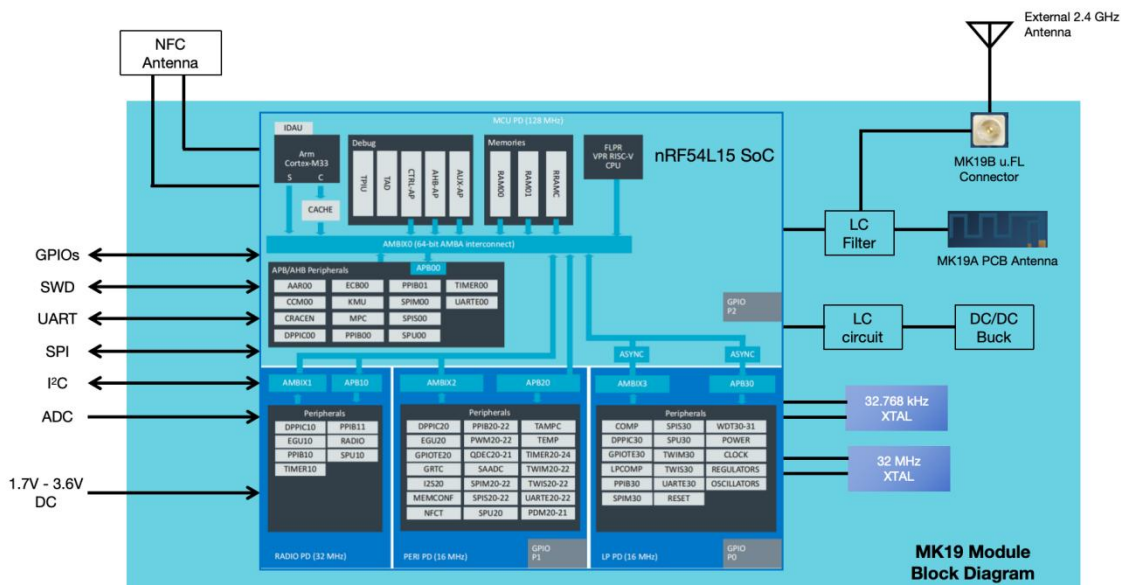 NFC
Antenna
External 2.4 GHz
Antenna
MCU PD (128 MHz)
nRF54L15 SoC
IDAU
Arm
Cortex-M33
S C
CACHE
Debug
TPIU
TAD
CTRL-AP
AHB-AP
AUX-AP
Memories
RAM00
RAM01
RRAMC
FLPR
VPR RISC-V
CPU
AMBIX0 (64-bit AMBA interconnect)
APB/AHB Peripherals
APB00
AAR00 ECB00 PPIB01 TIMER00
CCM00 KMU SPIM00 UARTE00
CRACEN MPC SPIS00
DPPIC00 PPIB00 SPU00
GPIO
P2
ASYNC
ASYNC
AMBIX1 APB10
Peripherals
DPPIC10 PPIB11
EGU10 RADIO
PPIB10 SPU10
TIMER10
RADIO PD (32 MHz)
AMBIX2 APB20
Peripherals
DPPIC20 PPIB20-22 TAMPC
EGU20 PWM20-22 TEMP
GPIOTE20 QDEC20-21 TIMER20-24
GRTC SAADC TWIM20-22
I2S20 SPIM20-22 TWIS20-22
MEMCONF SPIS20-22 UARTE20-22
NFCT SPU20 PDM20-21
PERI PD (16 MHz)
GPIO
P1
AMBIX3 APB30
Peripherals
COMP SPIS30 WDT30-31
DPPIC30 SPU30 POWER
GPIOTE30 TWIM30 CLOCK
LPCOMP TWIS30 REGULATORS
PPIB30 UARTE30 OSCILLATORS
SPIM30 RESET
LP PD (16 MHz)
GPIO
P0
GPIOs
SWD
UART
SPI
I²C
ADC
1.7V - 3.6V
DC
MK19B u.FL
Connector
LC
Filter
MK19A PCB Antenna
LC
circuit
DC/DC
Buck
32.768 kHz
XTAL
32 MHz
XTAL
MK19 Module
Block Diagram